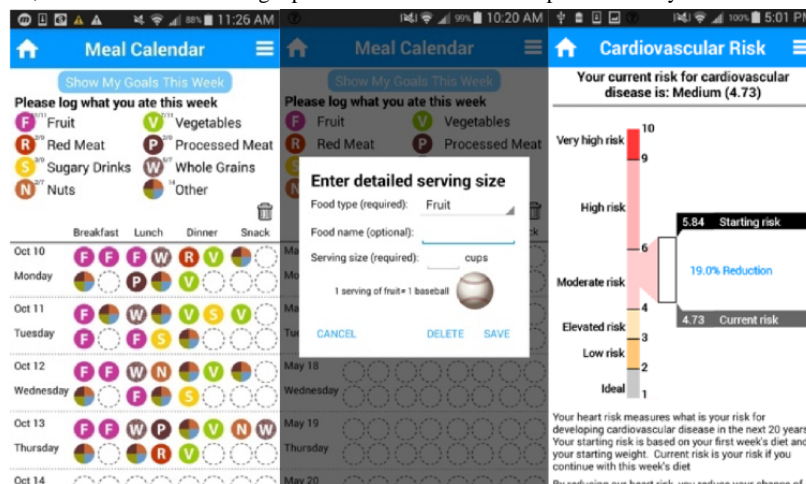 88% 11:26 AM
Meal Calendar
Show My Goals This Week
Please log what you ate this week
F Fruit
V Vegetables
R Red Meat
P Processed Meat
S Sugary Drinks
W Whole Grains
N Nuts
Other
Breakfast Lunch Dinner Snack
Oct 10
F F F W R V
Monday
P V
Oct 11
F W V S V
Tuesday
F F S
Oct 12
F F W N V
Wednesday
F S
Oct 13
F F W P V N W
Thursday
R V
Oct 14
99% 10:20 AM
Meal Calendar
Show My Goals This Week
Please log what you ate this week
F Fruit
V Vegetables
R Red Meat
P Processed Meat
Enter detailed serving size
Food type (required): Fruit
Food name (optional):
Serving size (required): cups
1 serving of fruit= 1 baseball
CANCEL DELETE SAVE
May 18
Wednesday
May 19
Thursday
May 20
100% 5:01 PM
Cardiovascular Risk
Your current risk for cardiovascular
disease is: Medium (4.73)
10
Very high risk
9
High risk
5.84 Starting risk
6
19.0% Reduction
Moderate risk
4
4.73 Current risk
Elevated risk
3
Low risk
2
Ideal
1
Your heart risk measures what is your risk for
developing cardiovascular disease in the next 20 years
Your starting risk is based on your first week's diet and
your starting weight. Current risk is your risk if you
continue with this week's diet